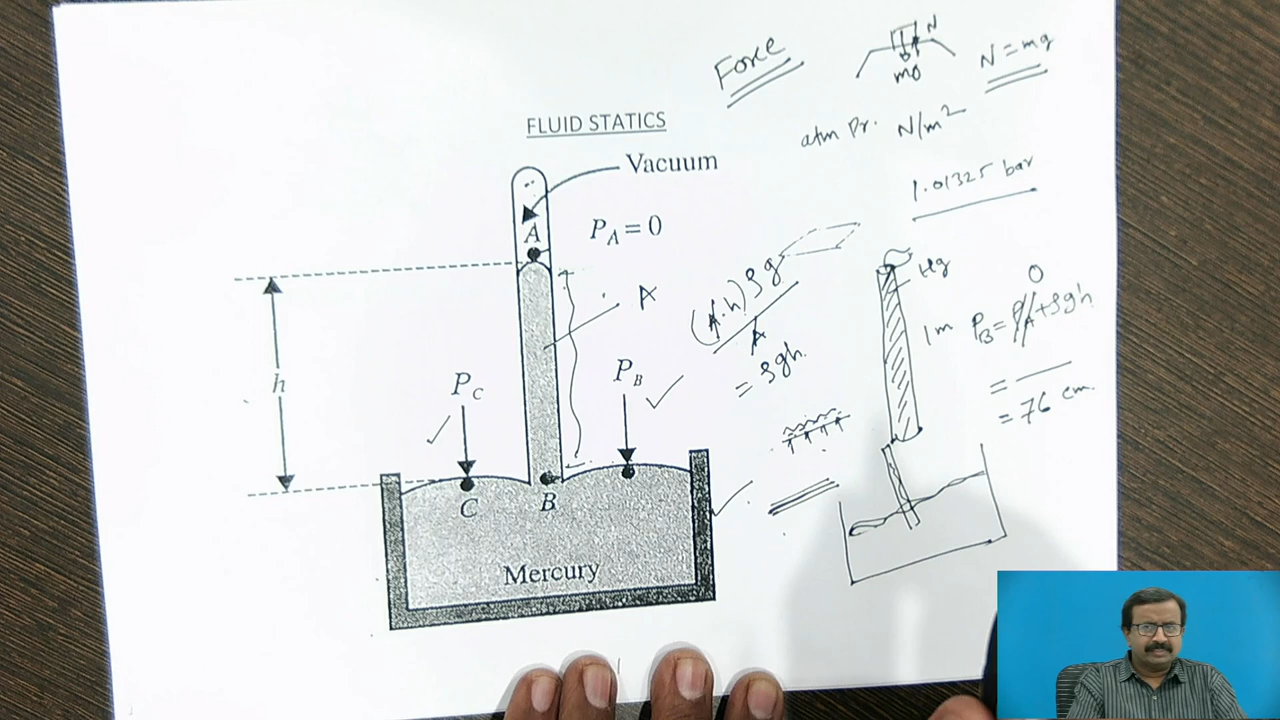 Force
N
mg
N = mg
FLUID STATICS
atm Pr. N/m²
Vacuum
1.01325 bar
A
P_A = 0
Hg
(A·h)ρg
A
A
= ρgh
1m
0
P_B = P_A + ρgh
=
= 76 cm
h
P_C
P_B
C
B
Mercury